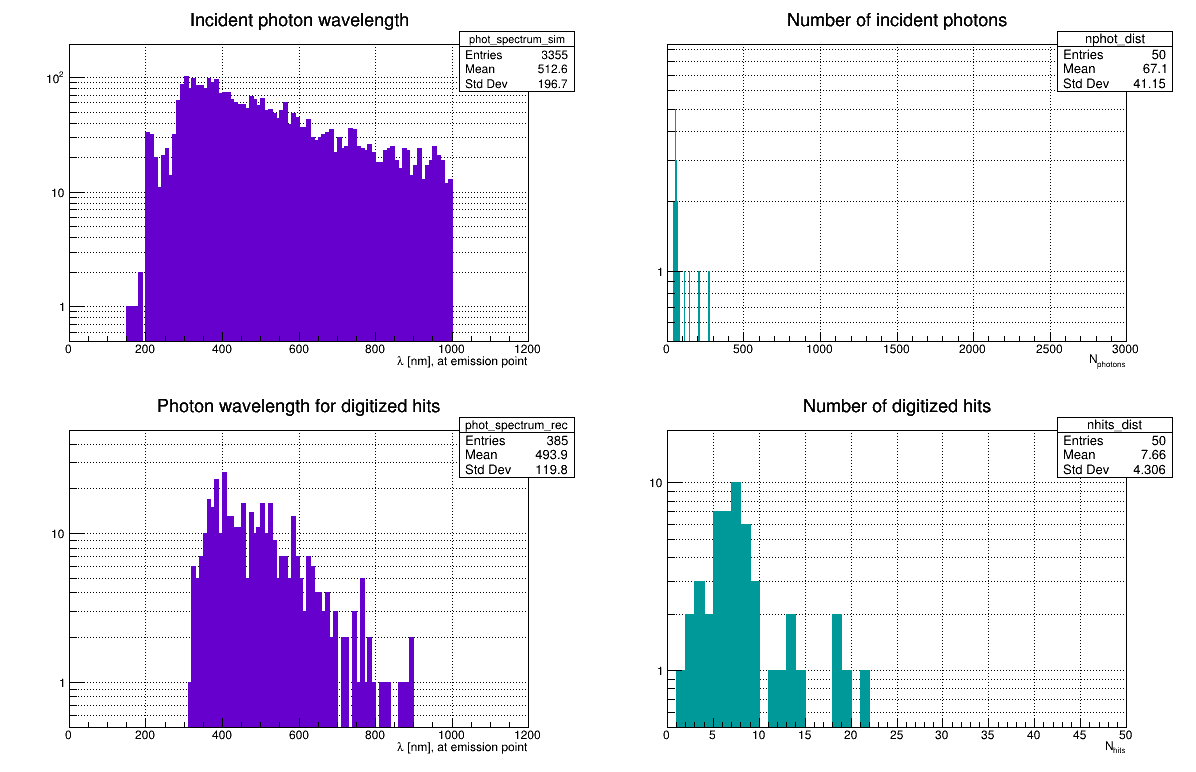 Incident photon wavelength
phot_spectrum_sim
Entries 3355
Mean 512.6
Std Dev 196.7
10²
10
1
0 200 400 600 800 1000 1200
λ [nm], at emission point
Number of incident photons
nphot_dist
Entries 50
Mean 67.1
Std Dev 41.15
1
0 500 1000 1500 2000 2500 3000
Nphotons
Photon wavelength for digitized hits
phot_spectrum_rec
Entries 385
Mean 493.9
Std Dev 119.8
10
1
0 200 400 600 800 1000 1200
λ [nm], at emission point
Number of digitized hits
nhits_dist
Entries 50
Mean 7.66
Std Dev 4.306
10
1
0 5 10 15 20 25 30 35 40 45 50
Nhits